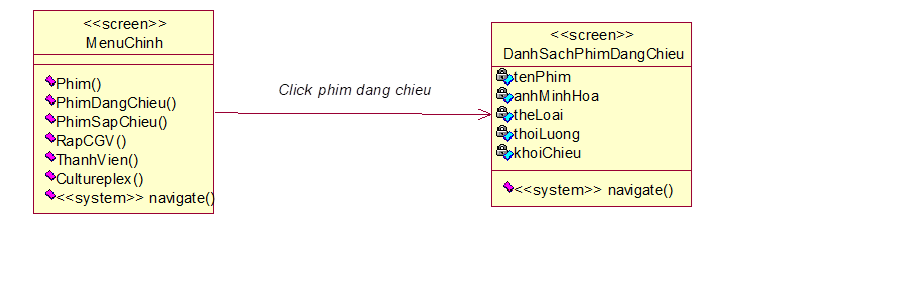 <<screen>>
MenuChinh
Phim()
PhimDangChieu()
PhimSapChieu()
RapCGV()
ThanhVien()
Cultureplex()
<<system>> navigate()
Click phim dang chieu
<<screen>>
DanhSachPhimDangChieu
tenPhim
anhMinhHoa
theLoai
thoiLuong
khoiChieu
<<system>> navigate()